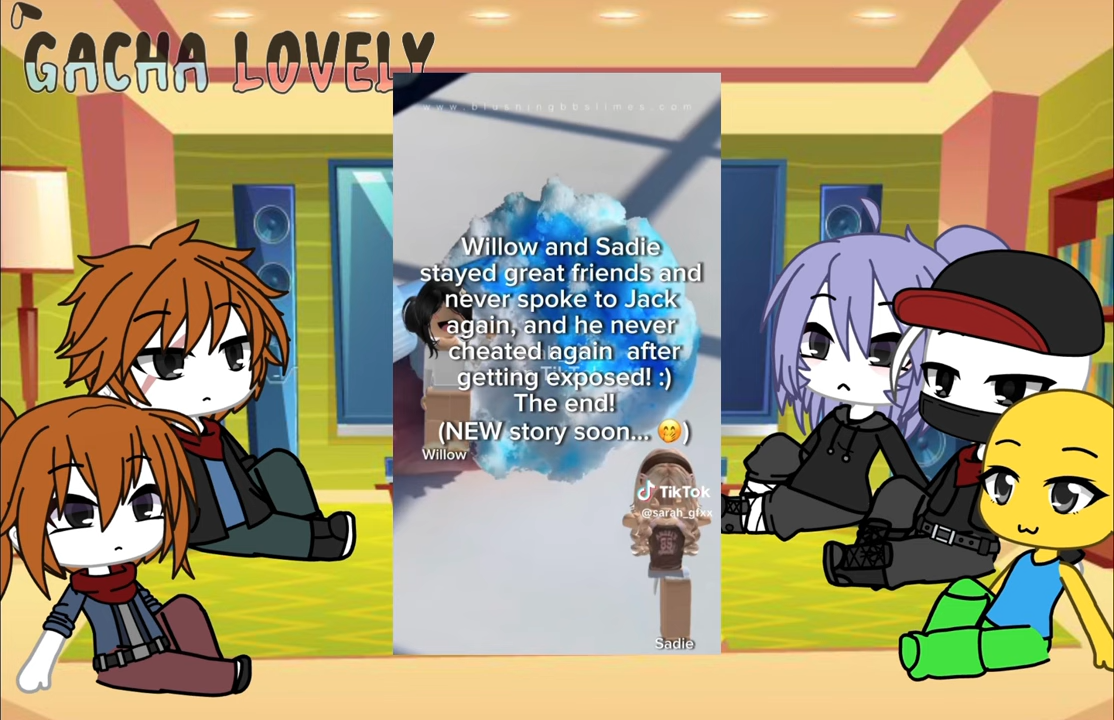 GACHA LOVELY
www.blushingbbslimes.com
Willow and Sadie
stayed great friends and
never spoke to Jack
again, and he never
cheated again after
getting exposed! :)
The end!
(NEW story soon... 🤭)
Willow
TikTok
@sarah_gfxx
Sadie